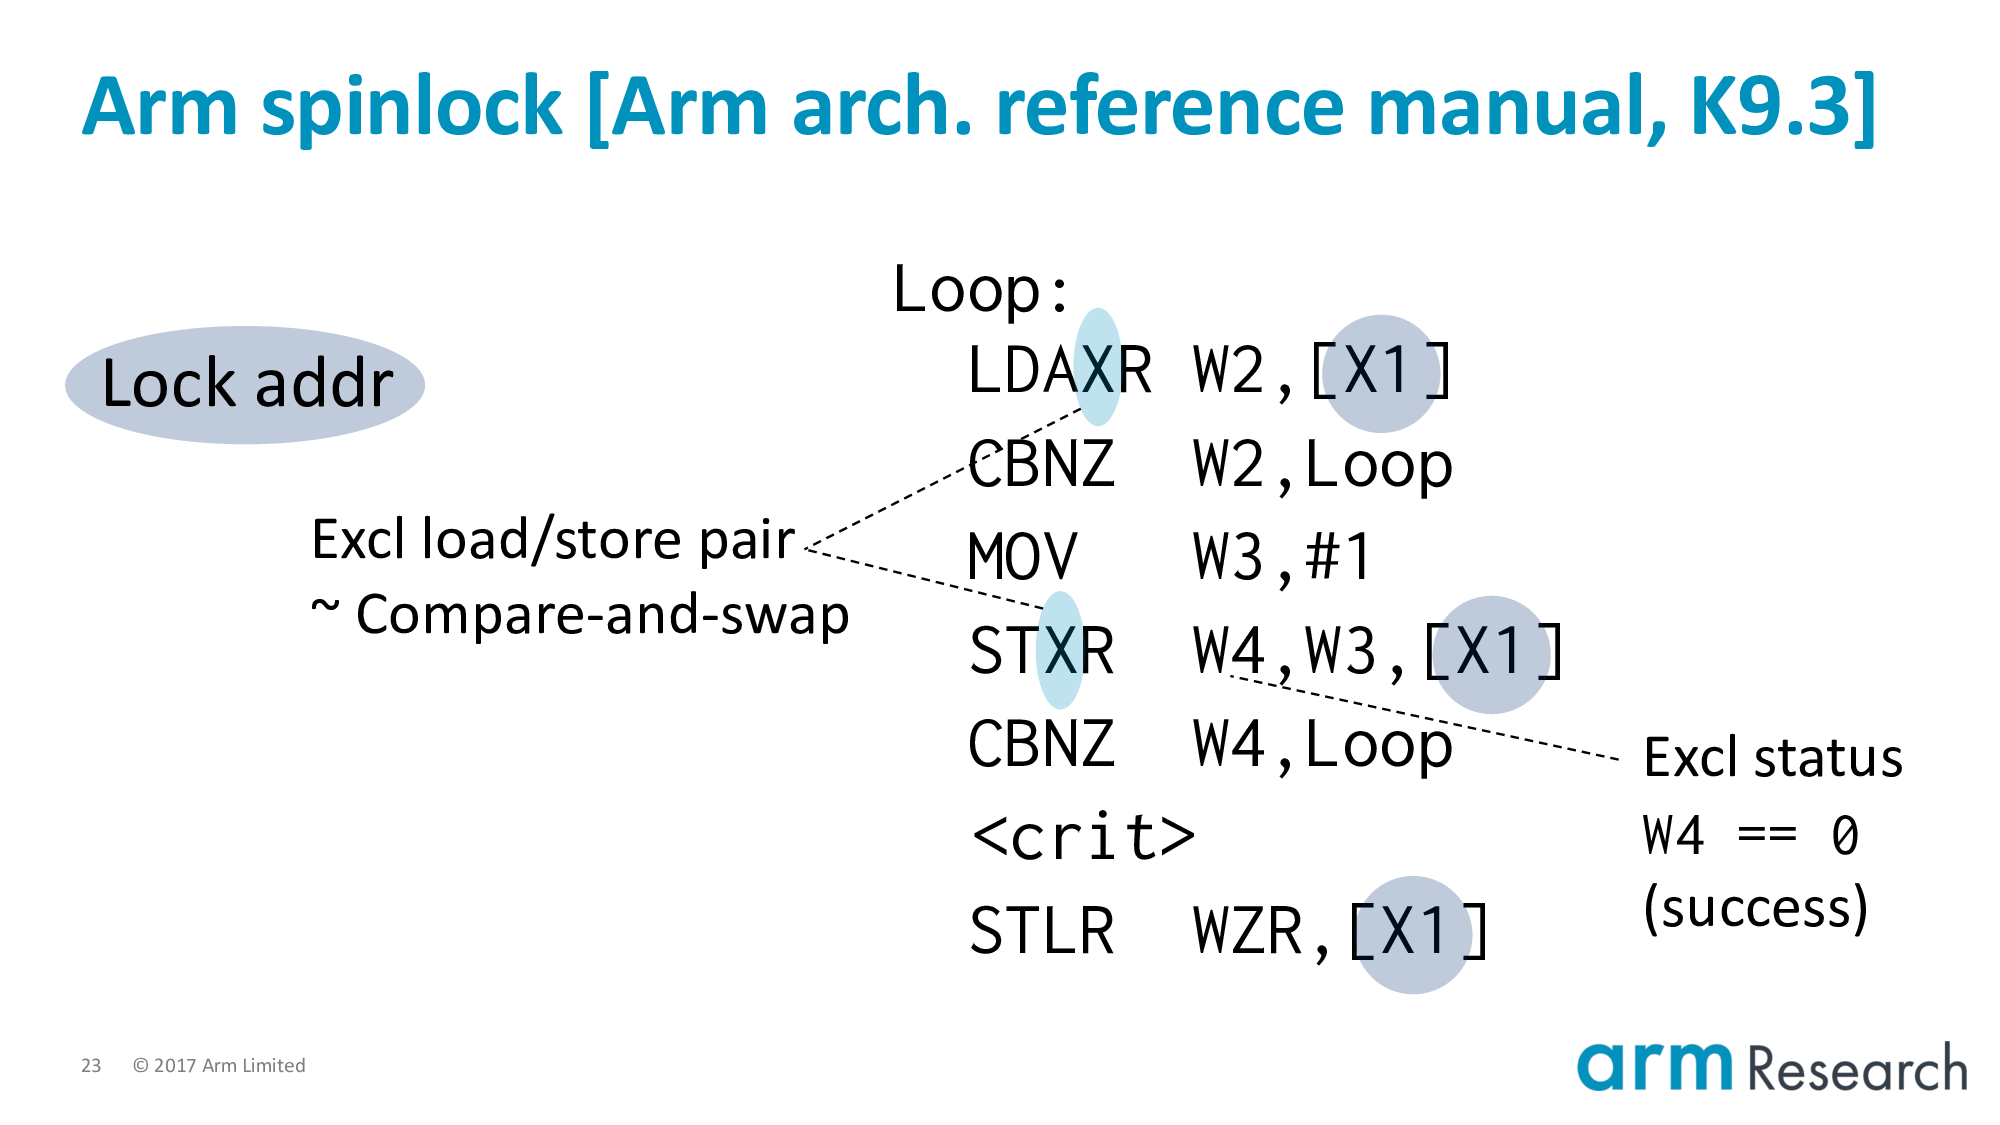 Arm spinlock [Arm arch. reference manual, K9.3]
Lock addr
Excl load/store pair
~ Compare-and-swap
Loop:
LDAXR W2,[X1]
CBNZ W2,Loop
MOV W3,#1
STXR W4,W3,[X1]
CBNZ W4,Loop
<crit>
STLR WZR,[X1]
Excl status
W4 == 0
(success)
23 © 2017 Arm Limited
arm Research